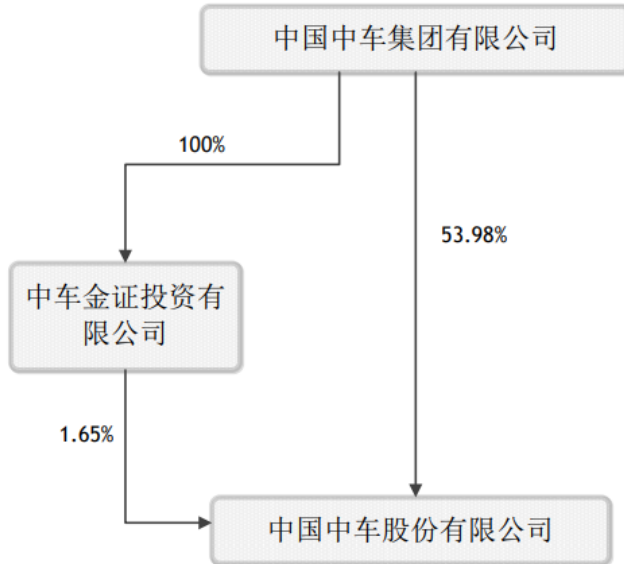 中国中车集团有限公司
100%
53.98%
中车金证投资有
限公司
1.65%
中国中车股份有限公司